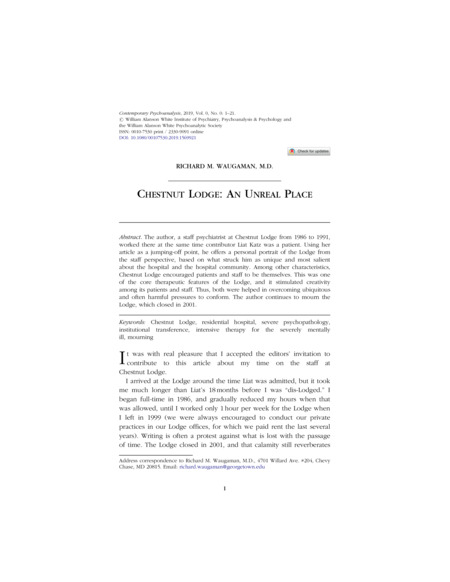 Contemporary Psychoanalysis, 2019, Vol. 0, No. 0: 1–21.
© William Alanson White Institute of Psychiatry, Psychoanalysis & Psychology and
the William Alanson White Psychoanalytic Society
ISSN: 0010-7530 print / 2330-9091 online
DOI: 10.1080/00107530.2019.1569921
Check for updates
RICHARD M. WAUGAMAN, M.D.
CHESTNUT LODGE: AN UNREAL PLACE
Abstract. The author, a staff psychiatrist at Chestnut Lodge from 1986 to 1991,
worked there at the same time contributor Liat Katz was a patient. Using her
article as a jumping-off point, he offers a personal portrait of the Lodge from
the staff perspective, based on what struck him as unique and most salient
about the hospital and the hospital community. Among other characteristics,
Chestnut Lodge encouraged patients and staff to be themselves. This was one
of the core therapeutic features of the Lodge, and it stimulated creativity
among its patients and staff. Thus, both were helped in overcoming ubiquitous
and often harmful pressures to conform. The author continues to mourn the
Lodge, which closed in 2001.
Keywords: Chestnut Lodge, residential hospital, severe psychopathology,
institutional transference, intensive therapy for the severely mentally
ill, mourning
It was with real pleasure that I accepted the editors' invitation to
contribute to this article about my time on the staff at
Chestnut Lodge.
I arrived at the Lodge around the time Liat was admitted, but it took
me much longer than Liat's 18 months before I was "dis-Lodged." I
began full-time in 1986, and gradually reduced my hours when that
was allowed, until I worked only 1 hour per week for the Lodge when
I left in 1999 (we were always encouraged to conduct our private
practices in our Lodge offices, for which we paid rent the last several
years). Writing is often a protest against what is lost with the passage
of time. The Lodge closed in 2001, and that calamity still reverberates
Address correspondence to Richard M. Waugaman, M.D., 4701 Willard Ave. #204, Chevy
Chase, MD 20815. Email: richard.waugaman@georgetown.edu
1